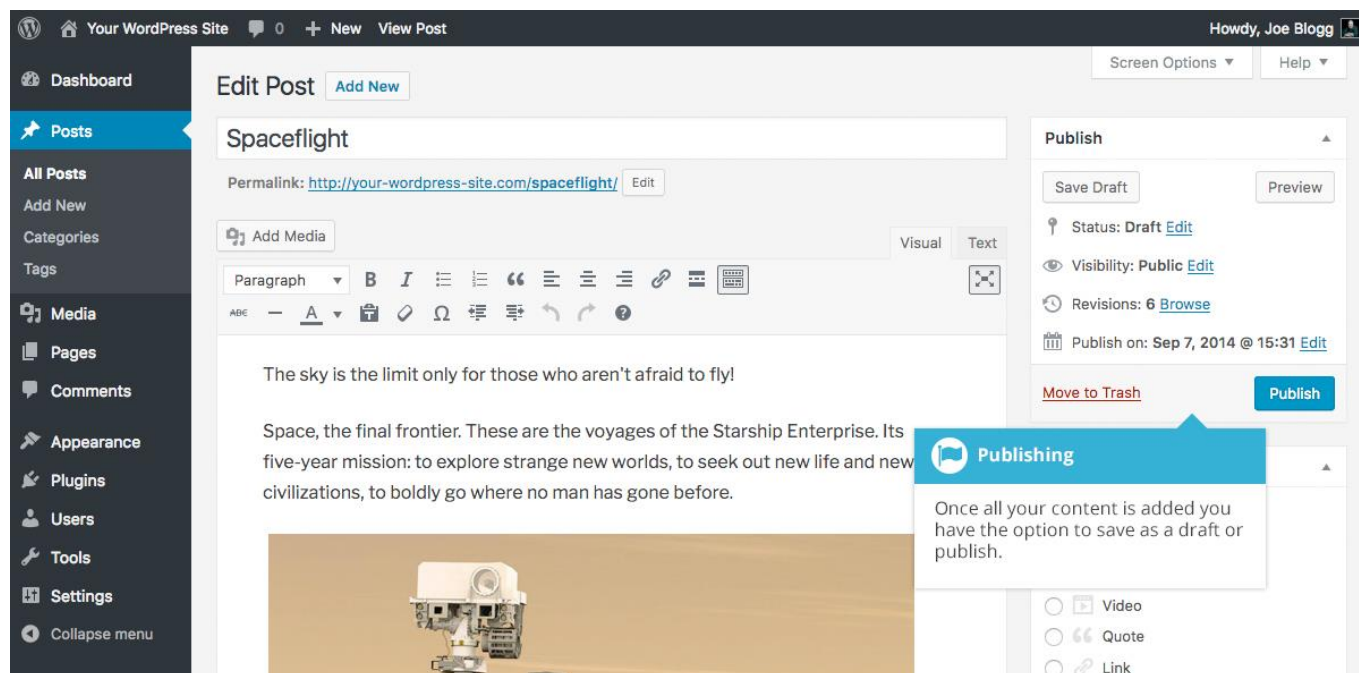 Your WordPress Site 0 + New View Post Howdy, Joe Blogg
Screen Options ▼ Help ▼
Dashboard
Posts
All Posts
Add New
Categories
Tags
Media
Pages
Comments
Appearance
Plugins
Users
Tools
Settings
Collapse menu
Edit Post Add New
Spaceflight
Permalink: http://your-wordpress-site.com/spaceflight/ Edit
Add Media
Visual Text
Paragraph B I
ABC A Ω
The sky is the limit only for those who aren't afraid to fly!
Space, the final frontier. These are the voyages of the Starship Enterprise. Its
five-year mission: to explore strange new worlds, to seek out new life and new
civilizations, to boldly go where no man has gone before.
Publish
Save Draft Preview
Status: Draft Edit
Visibility: Public Edit
Revisions: 6 Browse
Publish on: Sep 7, 2014 @ 15:31 Edit
Move to Trash Publish
Publishing
Once all your content is added you
have the option to save as a draft or
publish.
Video
Quote
Link